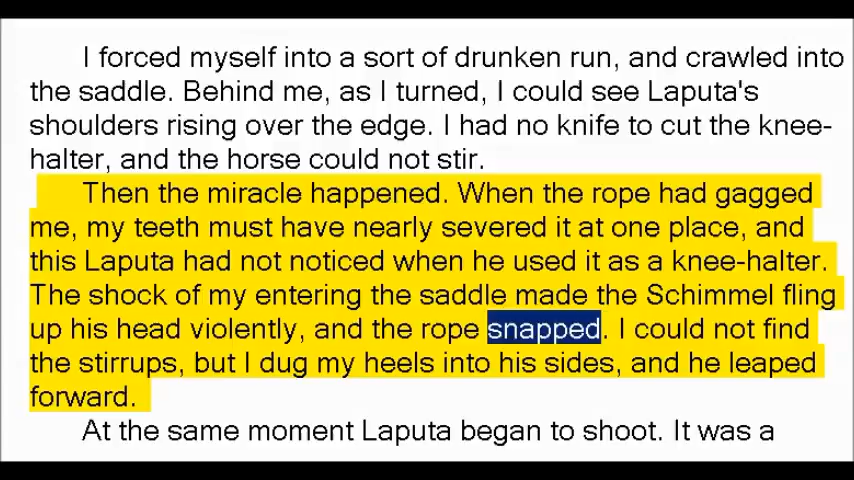 I forced myself into a sort of drunken run, and crawled into
the saddle. Behind me, as I turned, I could see Laputa's
shoulders rising over the edge. I had no knife to cut the knee-
halter, and the horse could not stir.
Then the miracle happened. When the rope had gagged
me, my teeth must have nearly severed it at one place, and
this Laputa had not noticed when he used it as a knee-halter.
The shock of my entering the saddle made the Schimmel fling
up his head violently, and the rope snapped. I could not find
the stirrups, but I dug my heels into his sides, and he leaped
forward.
At the same moment Laputa began to shoot. It was a